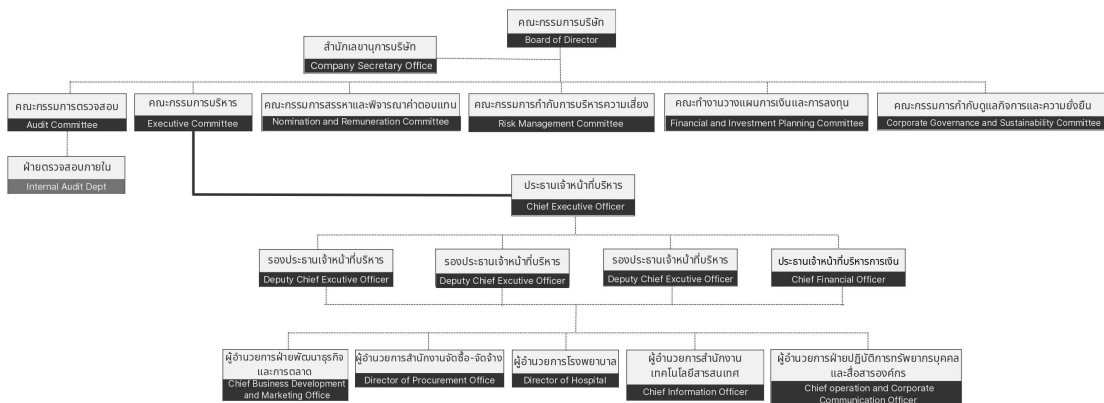 คณะกรรมการบริษัท
Board of Director
สำนักเลขานุการบริษัท
Company Secretary Office
คณะกรรมการตรวจสอบ
Audit Committee
คณะกรรมการบริหาร
Executive Committee
คณะกรรมการสรรหาและพิจารณาค่าตอบแทน
Nomination and Remuneration Committee
คณะกรรมการกำกับการบริหารความเสี่ยง
Risk Management Committee
คณะทำงานวางแผนการเงินและการลงทุน
Financial and Investment Planning Committee
คณะกรรมการกำกับดูแลกิจการและความยั่งยืน
Corporate Governance and Sustainability Committee
ฝ่ายตรวจสอบภายใน
Internal Audit Dept
ประธานเจ้าหน้าที่บริหาร
Chief Executive Officer
รองประธานเจ้าหน้าที่บริหาร
Deputy Chief Excutive Officer
รองประธานเจ้าหน้าที่บริหาร
Deputy Chief Excutive Officer
รองประธานเจ้าหน้าที่บริหาร
Deputy Chief Excutive Officer
ประธานเจ้าหน้าที่บริหารการเงิน
Chief Financial Officer
ผู้อำนวยการฝ่ายพัฒนาธุรกิจ
และการตลาด
Chief Business Development
and Marketing Office
ผู้อำนวยการสำนักงานจัดซื้อ-จัดจ้าง
Director of Procurement Office
ผู้อำนวยการโรงพยาบาล
Director of Hospital
ผู้อำนวยการสำนักงาน
เทคโนโลยีสารสนเทศ
Chief Information Officer
ผู้อำนวยการฝ่ายปฏิบัติการทรัพยากรบุคคล
และสื่อสารองค์กร
Chief operation and Corporate
Communication Officer